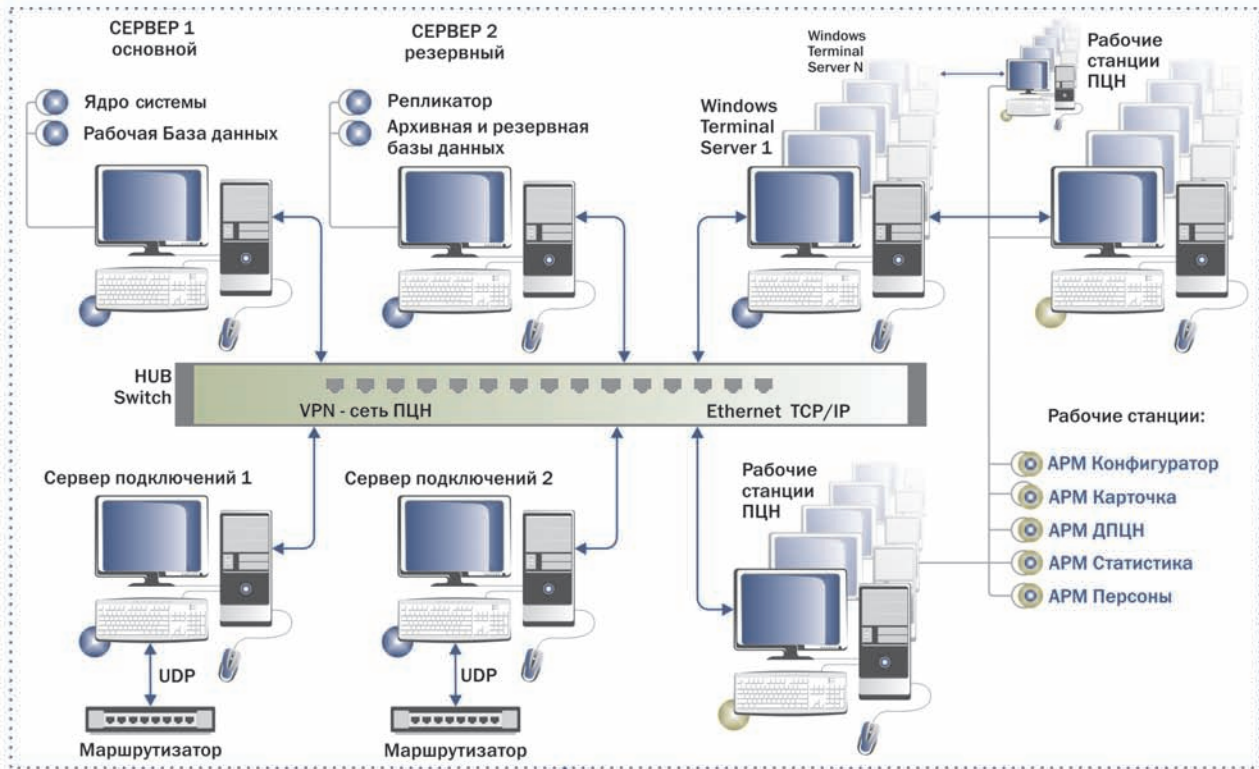 СЕРВЕР 1
основной
Ядро системы
Рабочая База данных
СЕРВЕР 2
резервный
Репликатор
Архивная и резервная
базы данных
Windows
Terminal
Server 1
Windows
Terminal
Server N
Рабочие
станции
ПЦН
HUB
Switch
VPN - сеть ПЦН
Ethernet TCP/IP
Сервер подключений 1
UDP
Маршрутизатор
Сервер подключений 2
UDP
Маршрутизатор
Рабочие
станции
ПЦН
Рабочие станции:
АРМ Конфигуратор
АРМ Карточка
АРМ ДПЦН
АРМ Статистика
АРМ Персоны